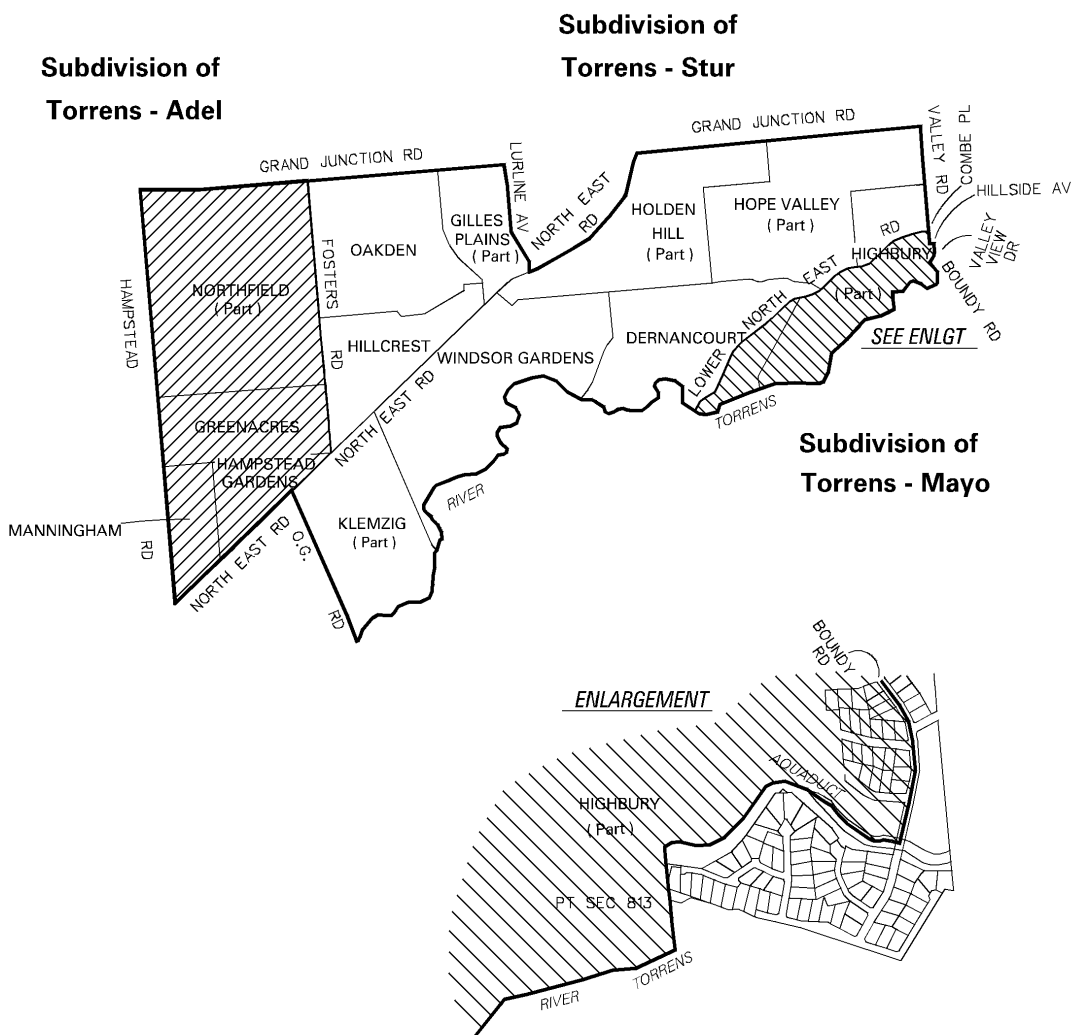 Subdivision of
Torrens - Stur
Subdivision of
Torrens - Adel
GRAND JUNCTION RD
VALLEY RD
COMBE PL
HILLSIDE AV
VALLEY
VIEW
DR
BOUNDY RD
GRAND JUNCTION RD
LURLINE AV
NORTH EAST
RD
HOLDEN
HILL
( Part )
HOPE VALLEY
( Part )
GILLES
PLAINS
( Part )
OAKDEN
FOSTERS
RD
HAMPSTEAD
RD
NORTHFIELD
( Part )
HIGHBURY
( Part )
LOWER NORTH EAST RD
SEE ENLGT
HILLCREST
WINDSOR GARDENS
DERNANCOURT
NORTH EAST RD
TORRENS
GREENACRES
HAMPSTEAD
GARDENS
Subdivision of
Torrens - Mayo
RIVER
MANNINGHAM
KLEMZIG
( Part )
NORTH EAST RD
O.G.
RD
BOUNDY
RD
ENLARGEMENT
AQUADUCT
HIGHBURY
( Part )
PT SEC 813
TORRENS
RIVER